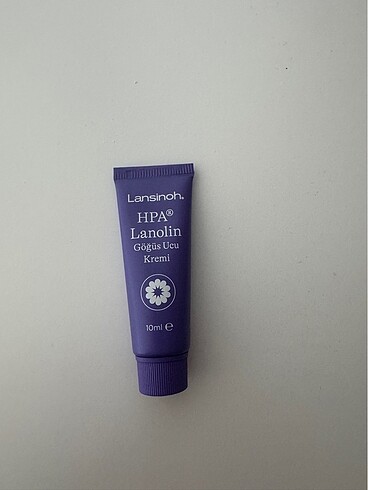 Lansinoh®
HPA®
Lanolin
Göğüs Ucu
Kremi
10ml ℮